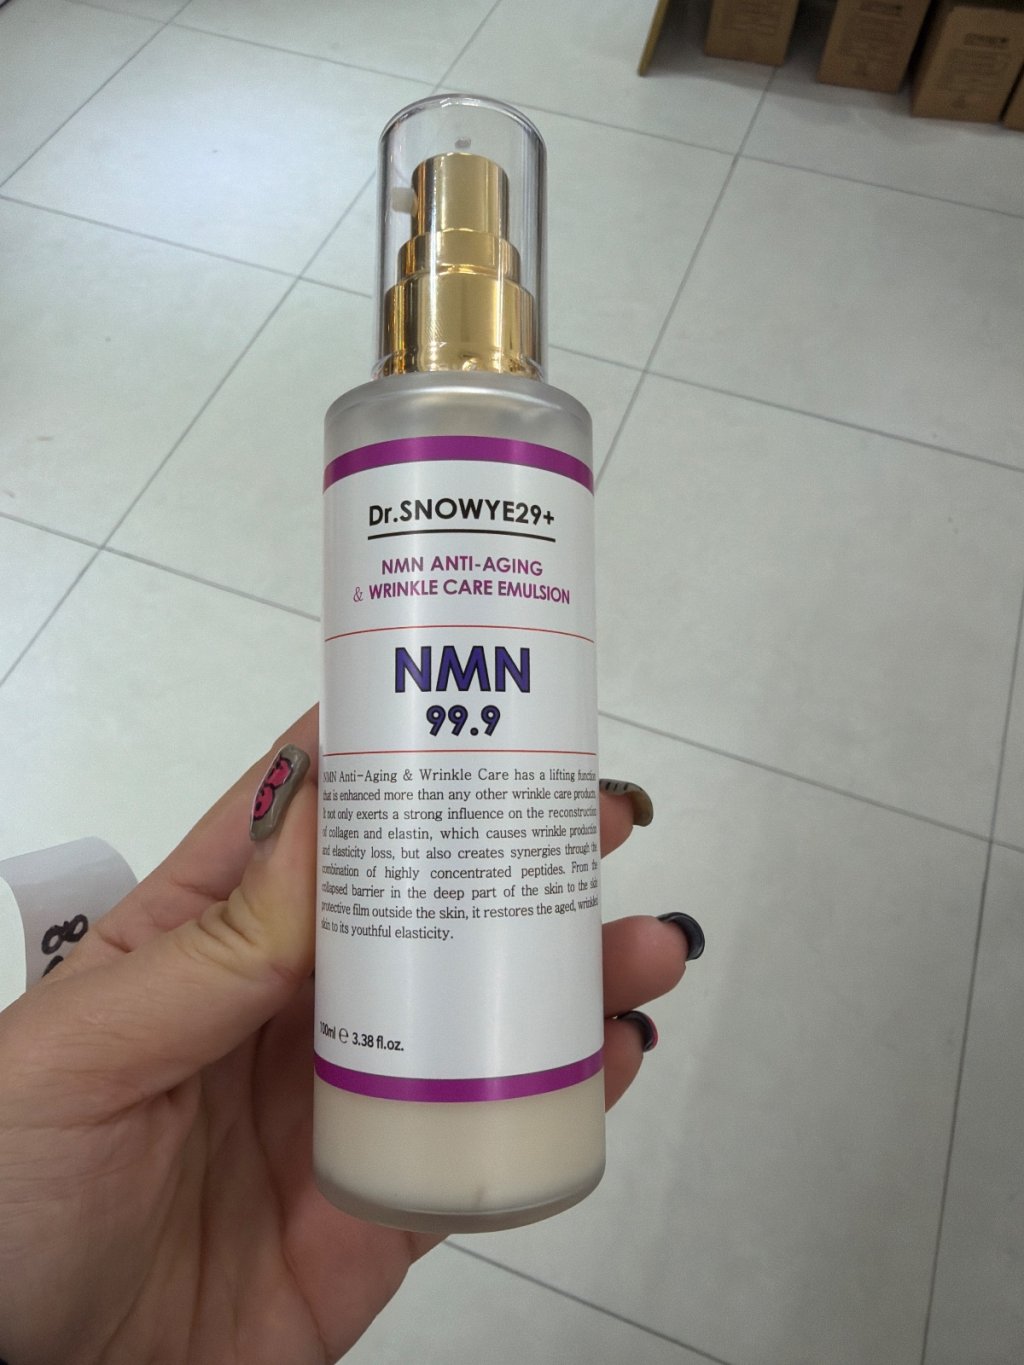 Dr.SNOWYE29+
NMN ANTI-AGING
& WRINKLE CARE EMULSION
NMN
99.9
NMN Anti-Aging & Wrinkle Care has a lifting function
that is enhanced more than any other wrinkle care products.
It not only exerts a strong influence on the reconstruction
of collagen and elastin, which causes wrinkle production
and elasticity loss, but also creates synergies through the
combination of highly concentrated peptides. From the
collapsed barrier in the deep part of the skin to the skin
protective film outside the skin, it restores the aged, wrinkled
skin to its youthful elasticity.
100ml ℮ 3.38 fl.oz.